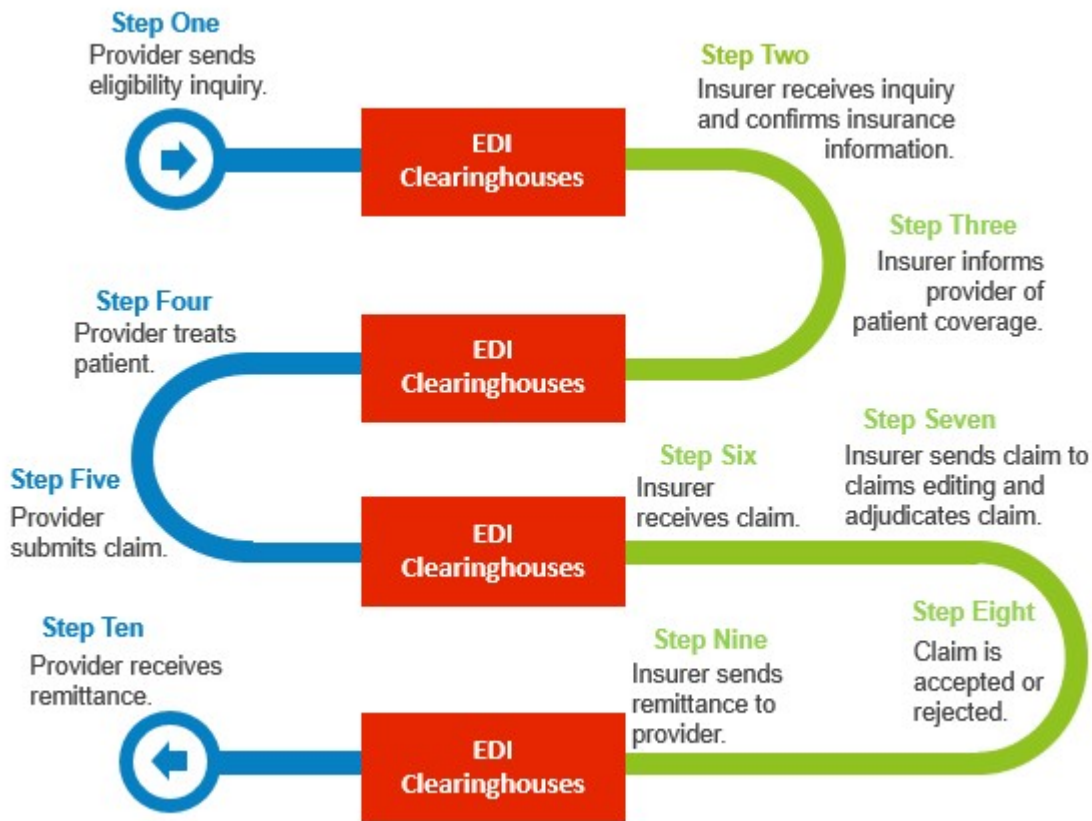 Step One
Provider sends
eligibility inquiry.
EDI
Clearinghouses
Step Two
Insurer receives inquiry
and confirms insurance
information.
Step Three
Insurer informs
provider of
patient coverage.
EDI
Clearinghouses
Step Four
Provider treats
patient.
Step Five
Provider
submits claim.
EDI
Clearinghouses
Step Six
Insurer
receives claim.
Step Seven
Insurer sends claim to
claims editing and
adjudicates claim.
Step Eight
Claim is
accepted or
rejected.
Step Nine
Insurer sends
remittance to
provider.
EDI
Clearinghouses
Step Ten
Provider receives
remittance.